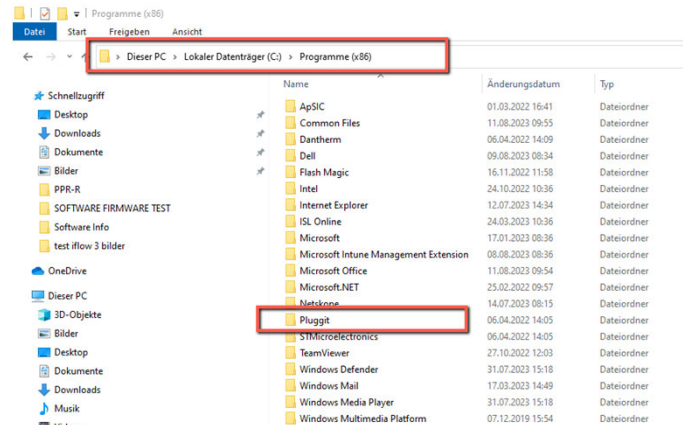 Programme (x86)
Datei Start Freigeben Ansicht
Dieser PC > Lokaler Datenträger (C:) > Programme (x86)
Name Änderungsdatum Typ
Schnellzugriff
Desktop
Downloads
Dokumente
Bilder
PPR-R
SOFTWARE FIRMWARE TEST
Software Info
test iflow 3 bilder
OneDrive
Dieser PC
3D-Objekte
Bilder
Desktop
Dokumente
Downloads
Musik
ApSIC 01.03.2022 16:41 Dateiordner
Common Files 11.08.2023 09:55 Dateiordner
Dantherm 06.04.2022 14:09 Dateiordner
Dell 09.08.2023 08:34 Dateiordner
Flash Magic 16.11.2022 11:58 Dateiordner
Intel 24.10.2022 10:36 Dateiordner
Internet Explorer 12.07.2023 14:34 Dateiordner
ISL Online 24.03.2023 10:36 Dateiordner
Microsoft 17.01.2023 08:36 Dateiordner
Microsoft Intune Management Extension 08.08.2023 08:36 Dateiordner
Microsoft Office 11.08.2023 09:54 Dateiordner
Microsoft.NET 25.02.2022 09:57 Dateiordner
Netskope 14.07.2023 08:15 Dateiordner
Pluggit 06.04.2022 14:05 Dateiordner
STMicroelectronics 06.04.2022 14:05 Dateiordner
TeamViewer 27.10.2022 12:03 Dateiordner
Windows Defender 31.07.2023 15:18 Dateiordner
Windows Mail 17.03.2023 14:49 Dateiordner
Windows Media Player 31.07.2023 15:18 Dateiordner
Windows Multimedia Platform 07.12.2019 15:54 Dateiordner